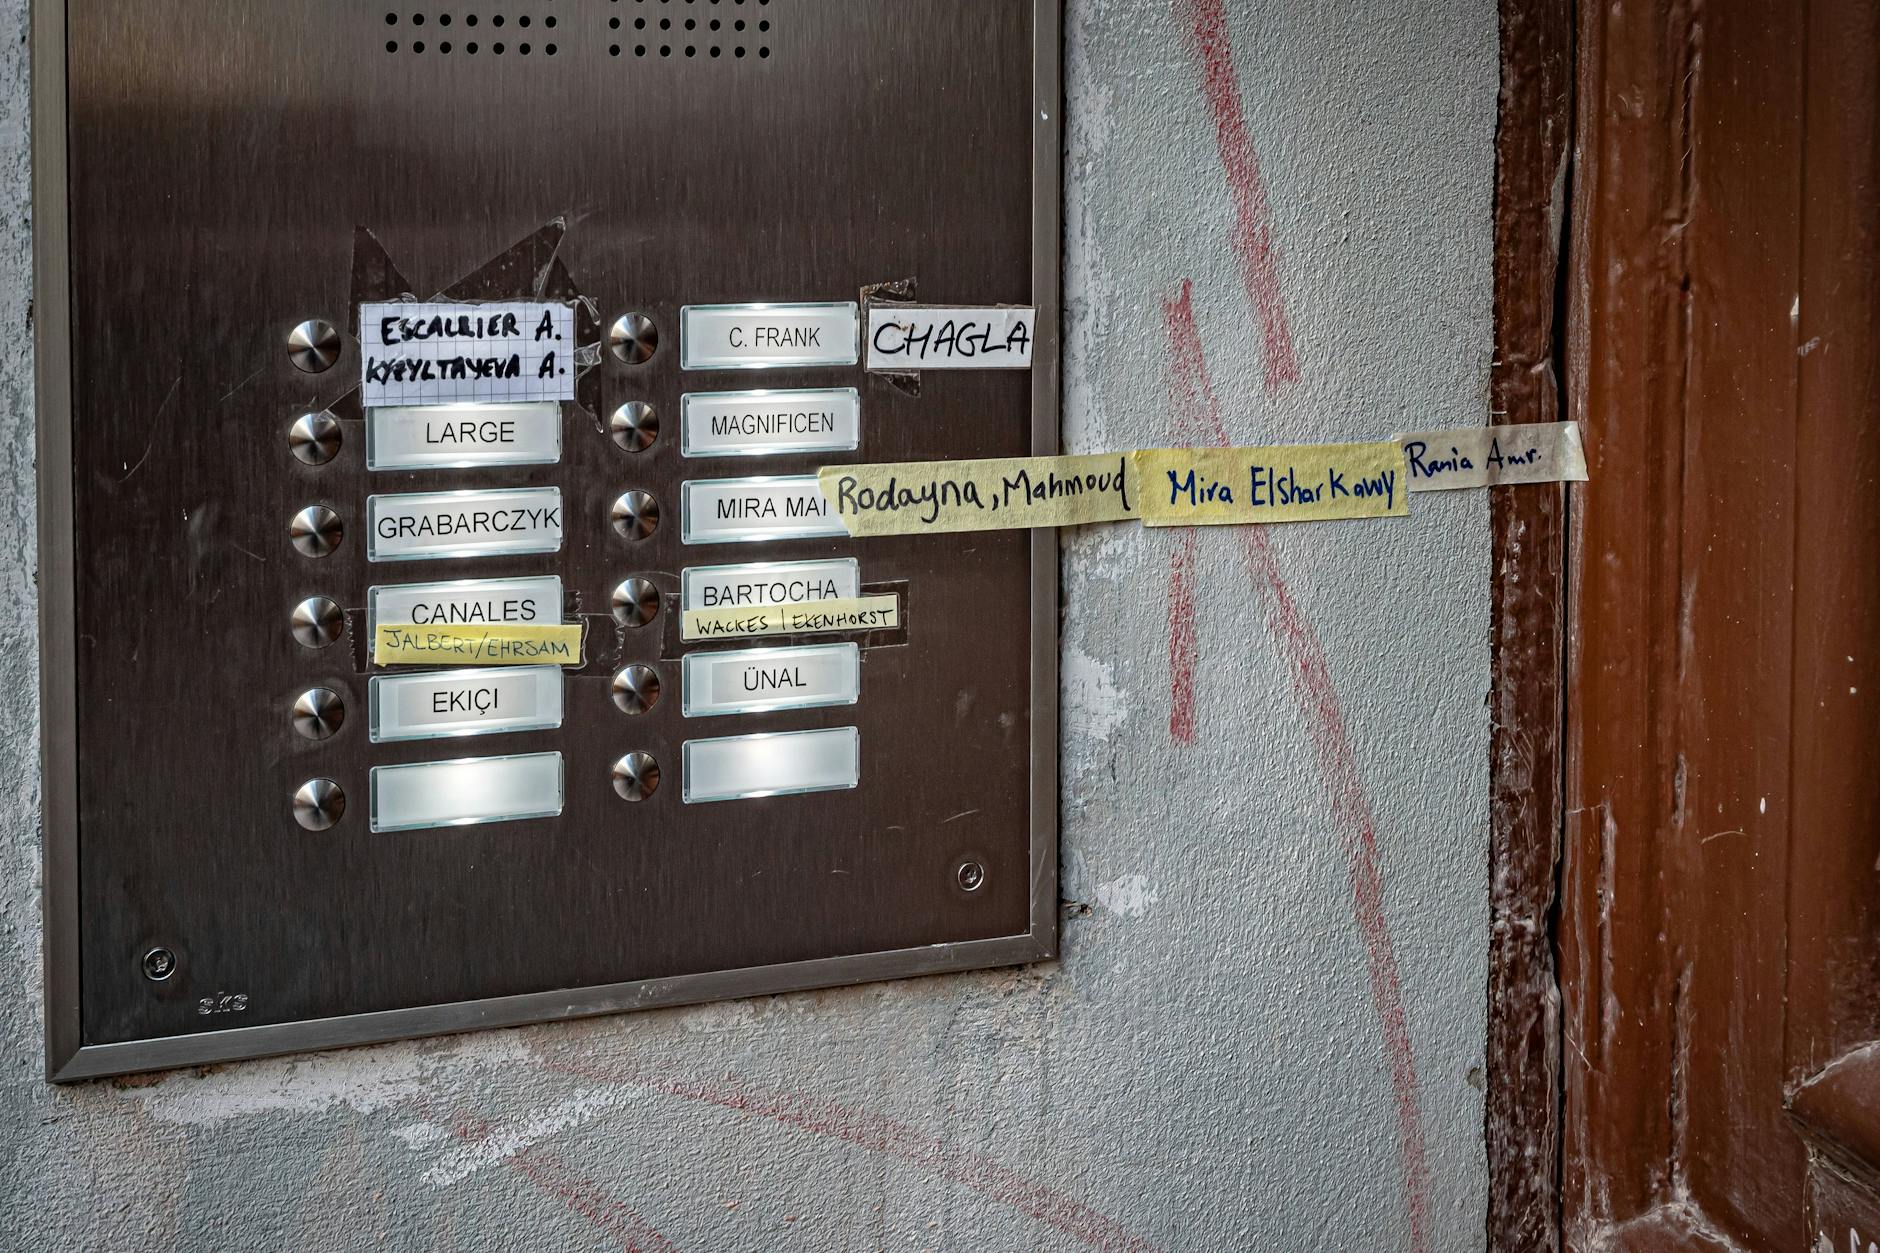 ESCALLIER A.
KYZYLTAYEVA A.
LARGE
GRABARCZYK
CANALES
JALBERT/EHRSAM
EKIÇI
C. FRANK
CHAGLA
MAGNIFICEN
MIRA MAI
Rodayna, Mahmoud
Mira Elsharkawy
Rania Amr.
BARTOCHA
WACKES / EKENHORST
ÜNAL
sks